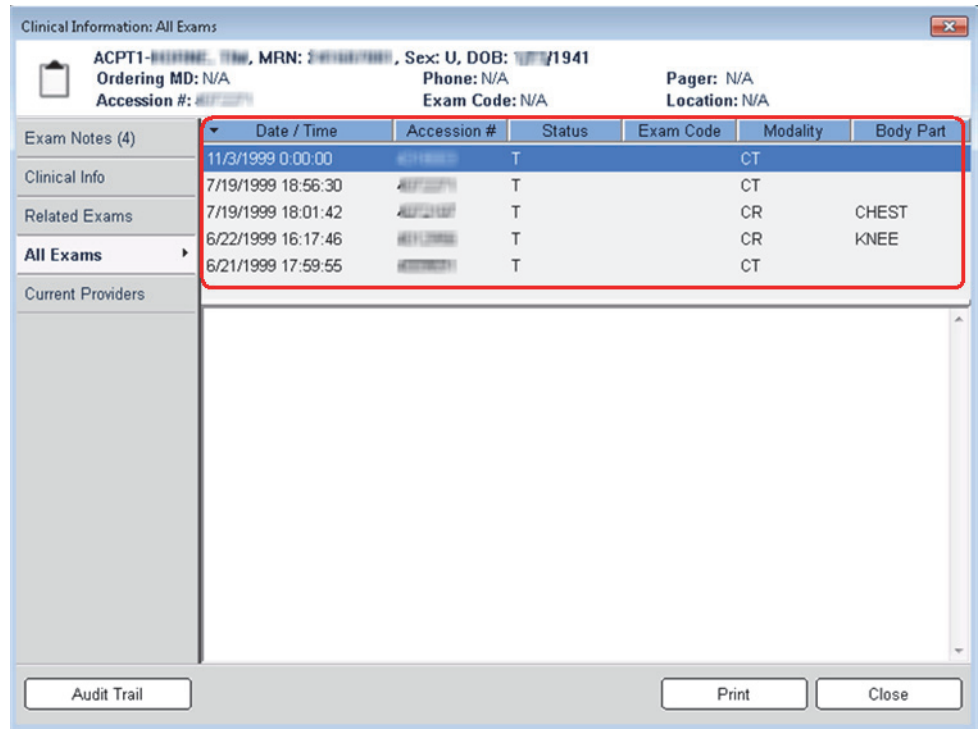 Clinical Information: All Exams
ACPT1- , MRN: , Sex: U, DOB: /1941
Ordering MD: N/A Phone: N/A Pager: N/A
Accession #: Exam Code: N/A Location: N/A
Exam Notes (4)
Clinical Info
Related Exams
All Exams
Current Providers
Date / Time Accession # Status Exam Code Modality Body Part
11/3/1999 0:00:00 T CT
7/19/1999 18:56:30 T CT
7/19/1999 18:01:42 T CR CHEST
6/22/1999 16:17:46 T CR KNEE
6/21/1999 17:59:55 T CT
Audit Trail Print Close